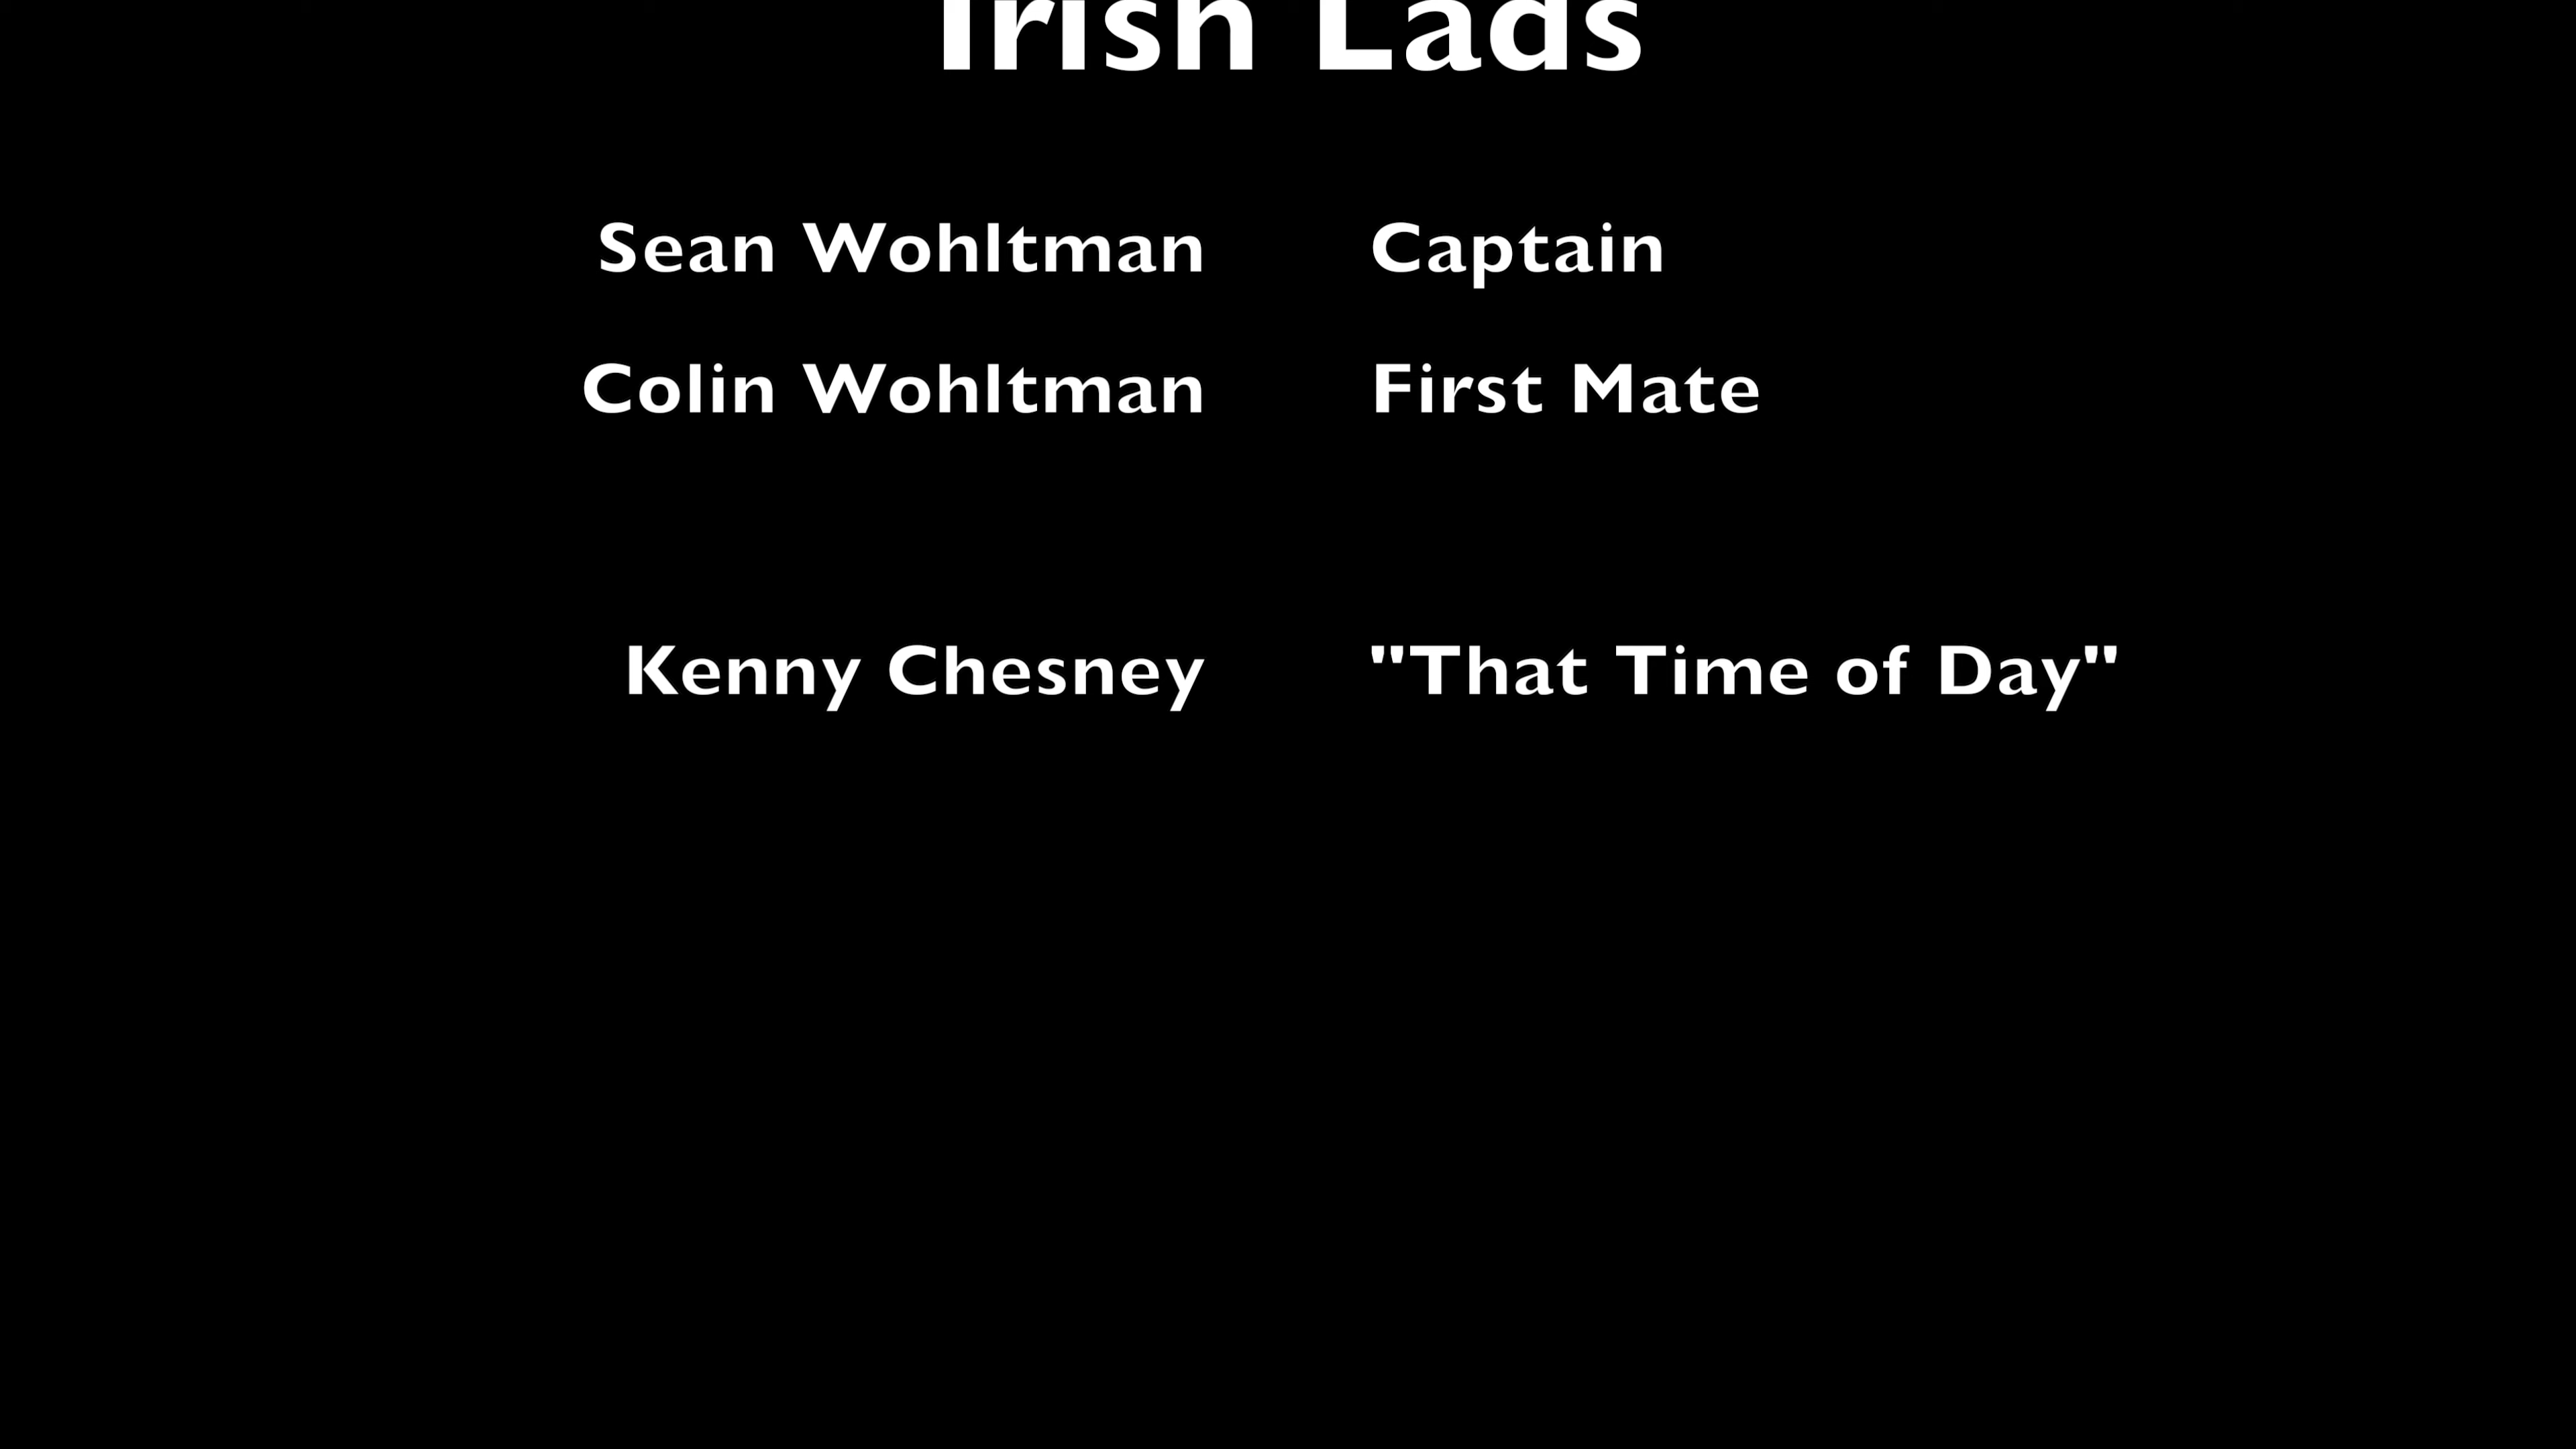 Irish Lads
Sean Wohltman Captain
Colin Wohltman First Mate
Kenny Chesney "That Time of Day"